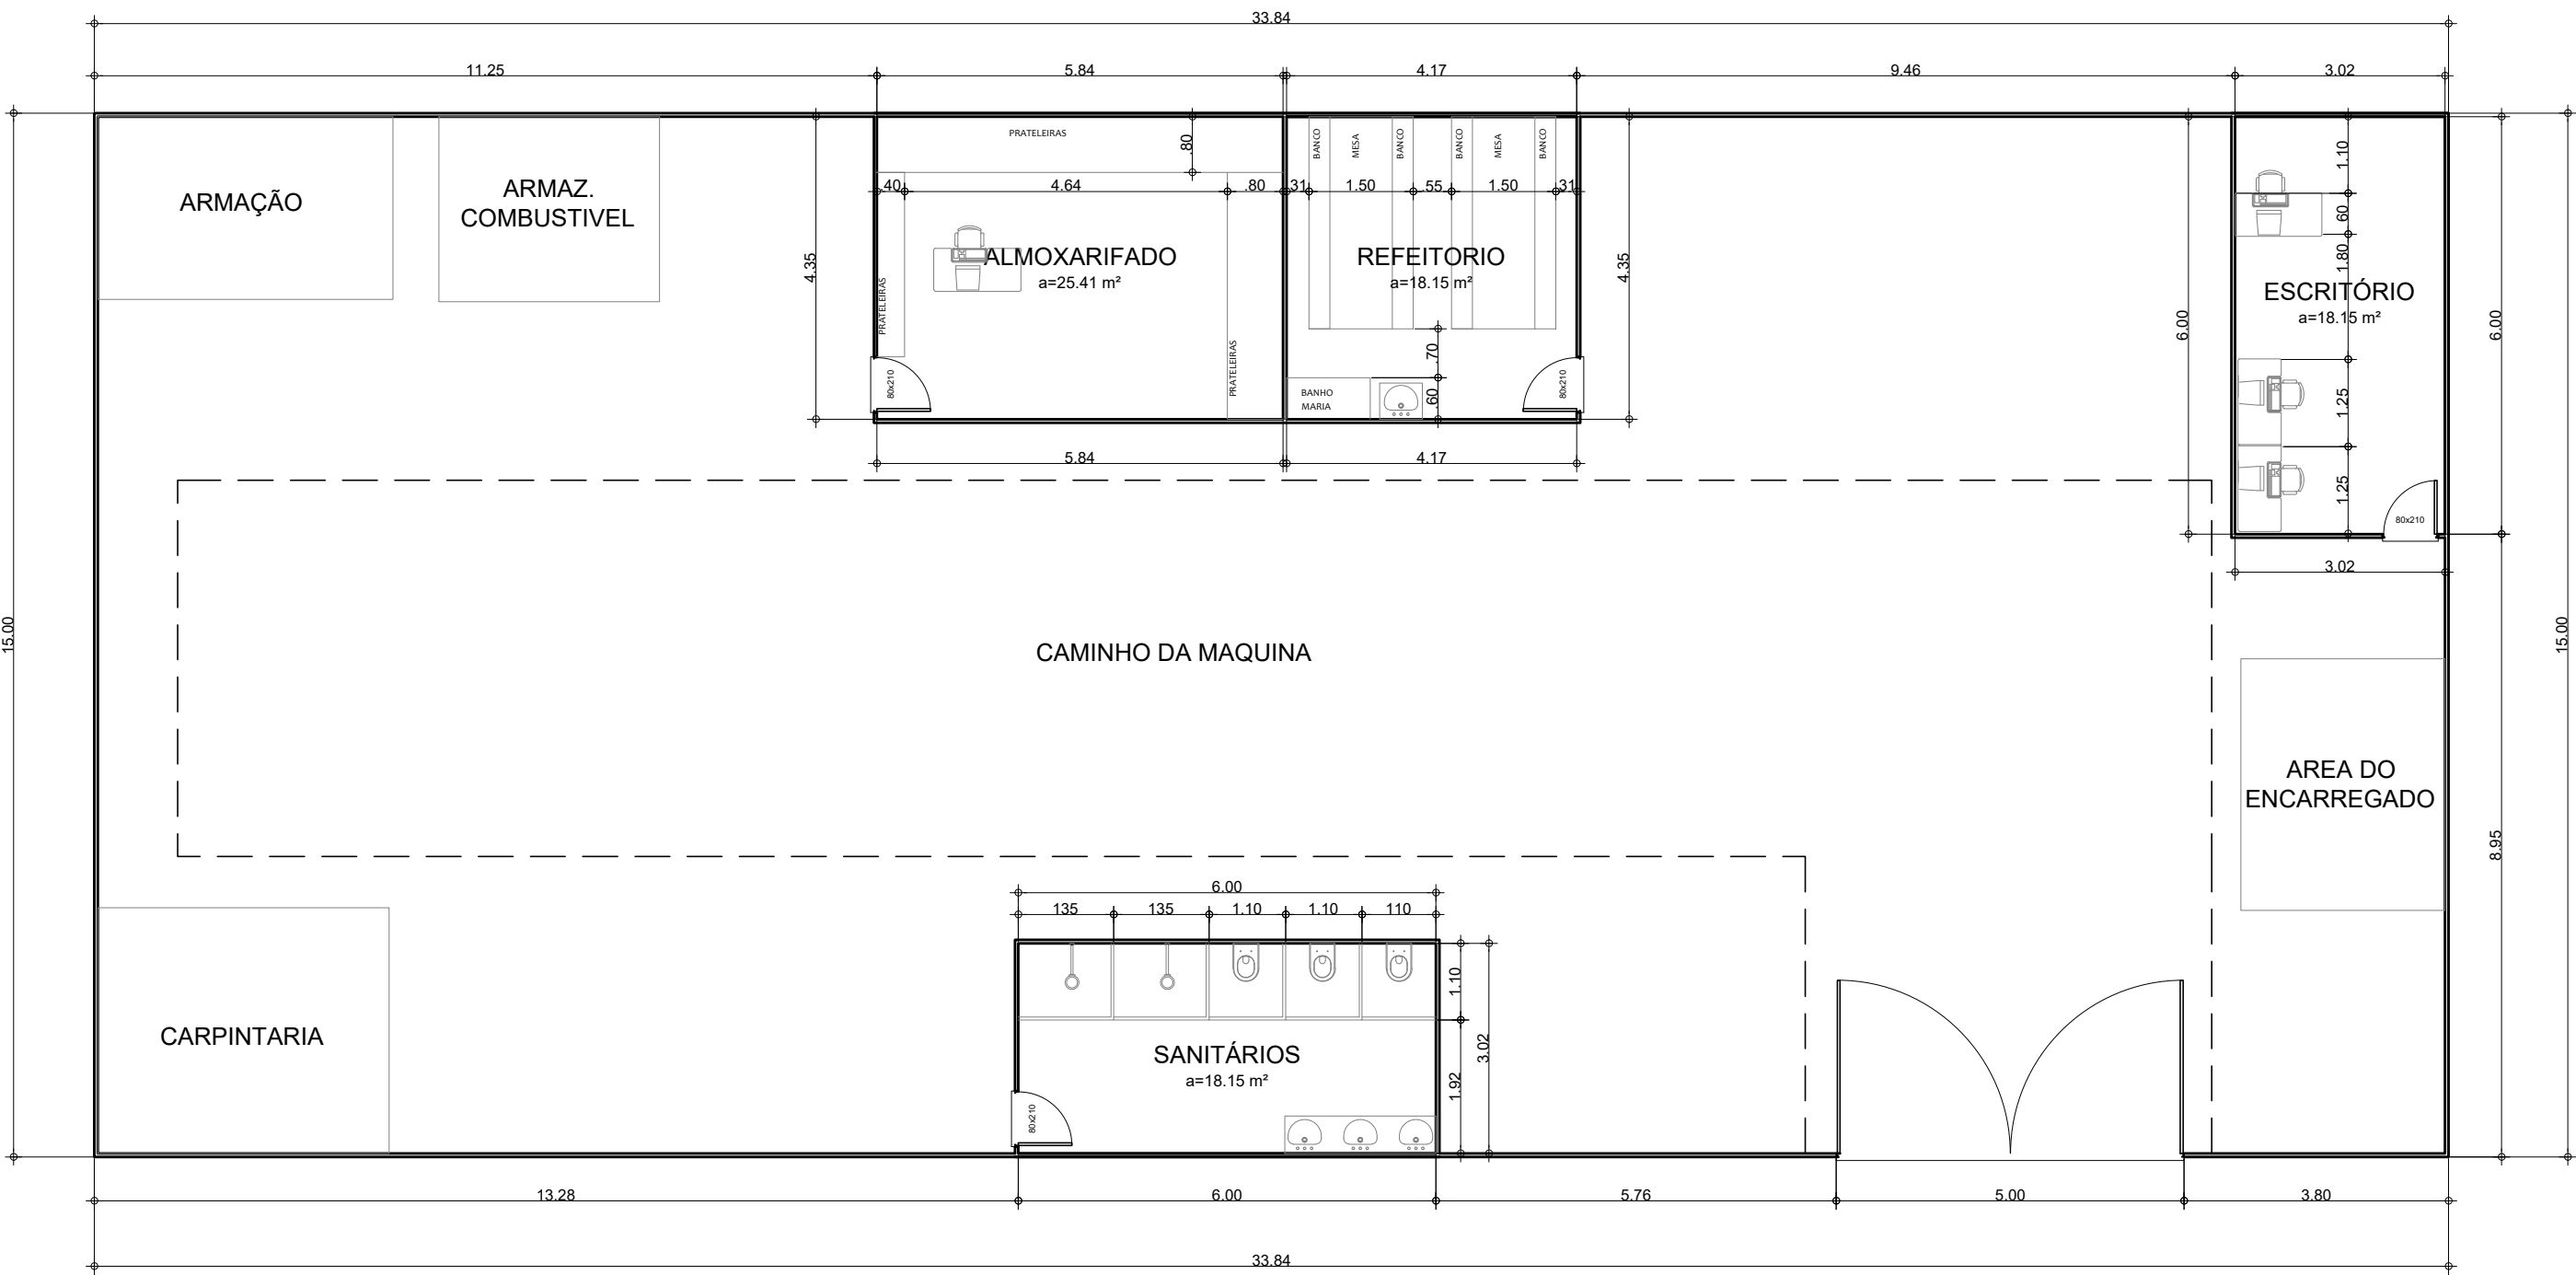 33.84
11.25
5.84
4.17
9.46
3.02
PRATELEIRAS
.80
BANCO
MESA
BANCO
BANCO
MESA
BANCO
1.10
ARMAÇÃO
ARMAZ.
COMBUSTIVEL
.40
4.64
.80
.31
1.50
.55
1.50
.31
.60
4.35
ALMOXARIFADO
a=25.41 m²
REFEITORIO
a=18.15 m²
4.35
1.80
ESCRITÓRIO
a=18.15 m²
PRATELEIRAS
6.00
6.00
PRATELEIRAS
.70
80x210
BANHO
MARIA
.60
80x210
1.25
5.84
4.17
1.25
80x210
3.02
15.00
CAMINHO DA MAQUINA
15.00
AREA DO
ENCARREGADO
8.95
6.00
135
135
1.10
1.10
110
1.10
CARPINTARIA
SANITÁRIOS
a=18.15 m²
3.02
1.92
80x210
13.28
6.00
5.76
5.00
3.80
33.84